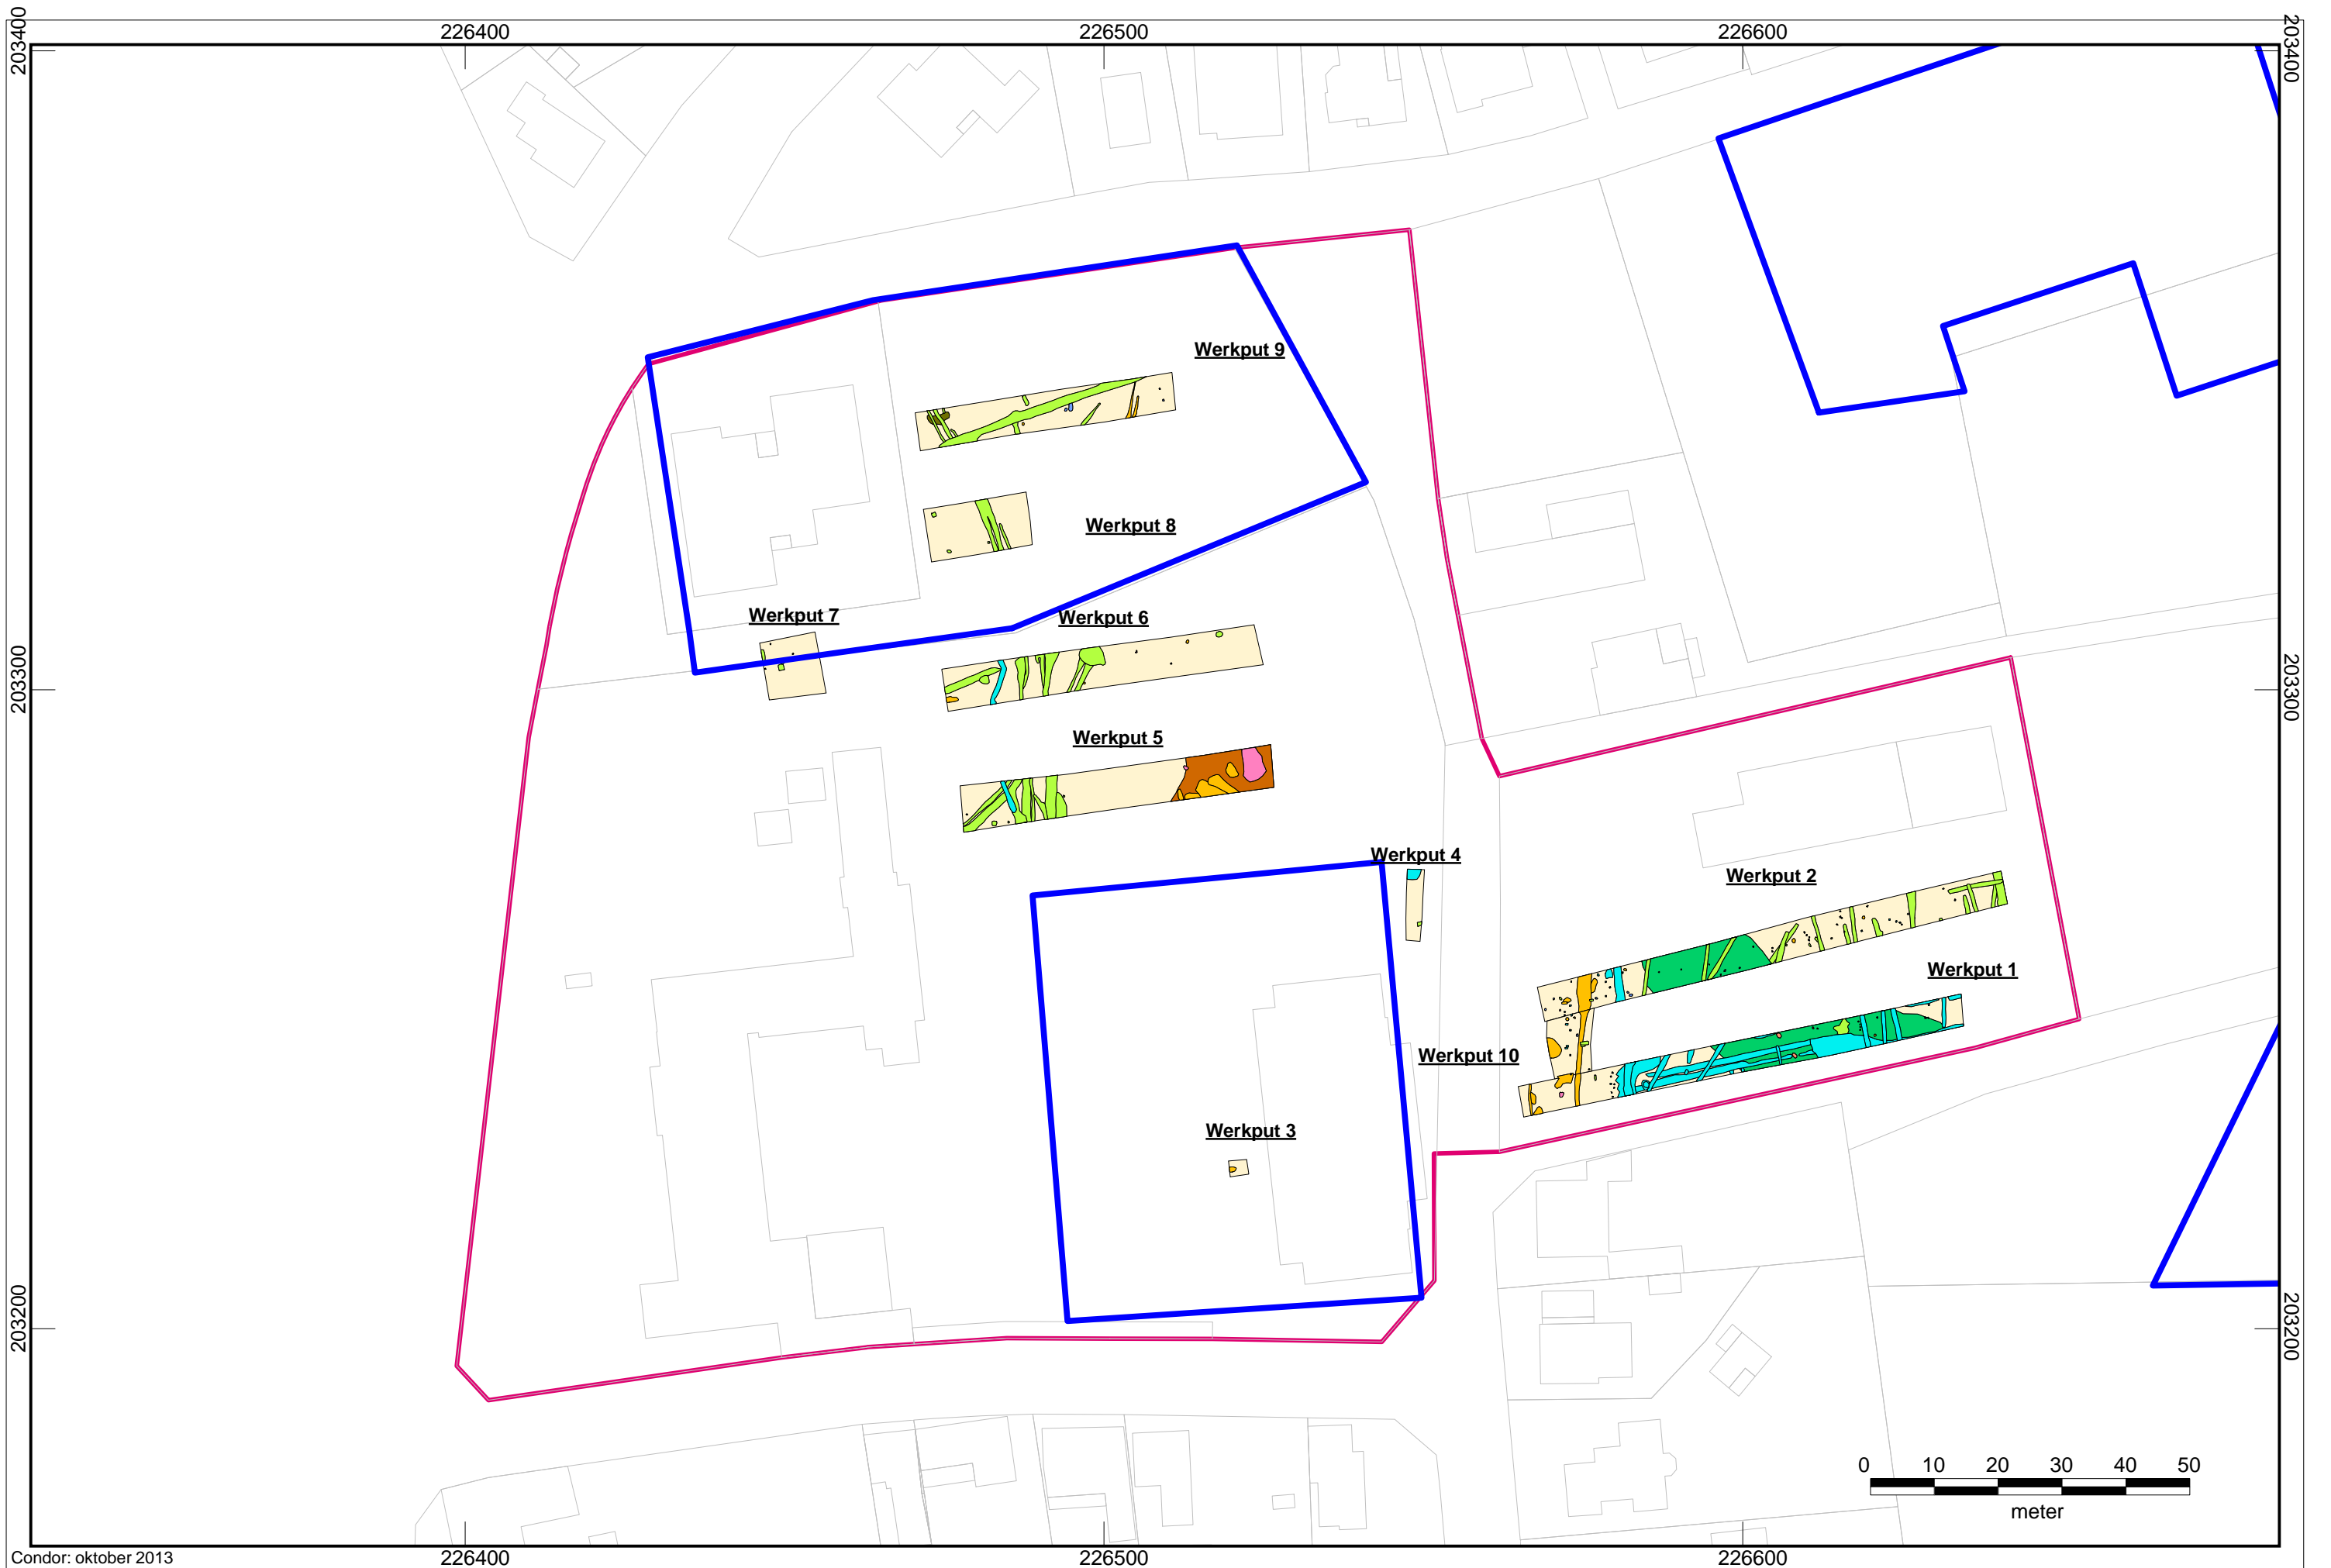 226400
226500
226600
203400
203400
Werkput 9
Werkput 8
Werkput 7
Werkput 6
203300
203300
Werkput 5
Werkput 4
Werkput 2
Werkput 1
Werkput 10
Werkput 3
203200
203200
0 10 20 30 40 50
meter
Condor: oktober 2013
226400
226500
226600